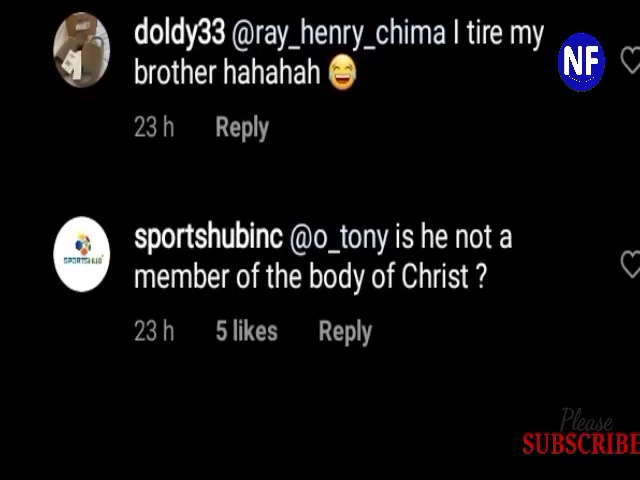 doldy33 @ray_henry_chima I tire my
brother hahahah 😂
23 h Reply
NF
sportshubinc @o_tony is he not a
member of the body of Christ ?
SPORTSHUB
23 h 5 likes Reply
Please
SUBSCRIBE